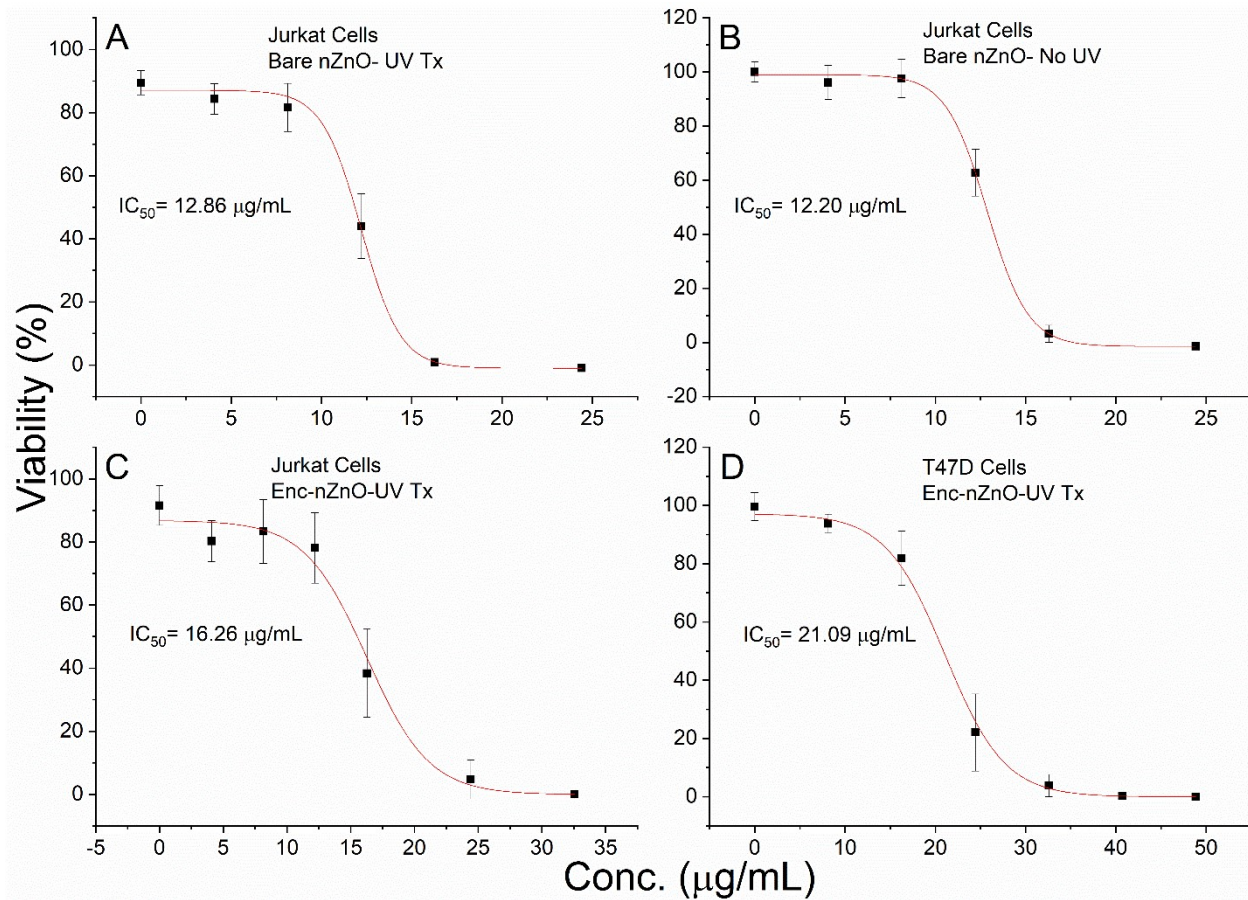 A
Jurkat Cells
Bare nZnO- UV Tx
IC50= 12.86 μg/mL
100
80
60
40
20
0
0 5 10 15 20 25
B
Jurkat Cells
Bare nZnO- No UV
IC50= 12.20 μg/mL
120
100
80
60
40
20
0
-20
0 5 10 15 20 25
Viability (%)
C
Jurkat Cells
Enc-nZnO-UV Tx
IC50= 16.26 μg/mL
100
80
60
40
20
0
-5 0 5 10 15 20 25 30 35
D
T47D Cells
Enc-nZnO-UV Tx
IC50= 21.09 μg/mL
120
100
80
60
40
20
0
0 10 20 30 40 50
Conc. (μg/mL)